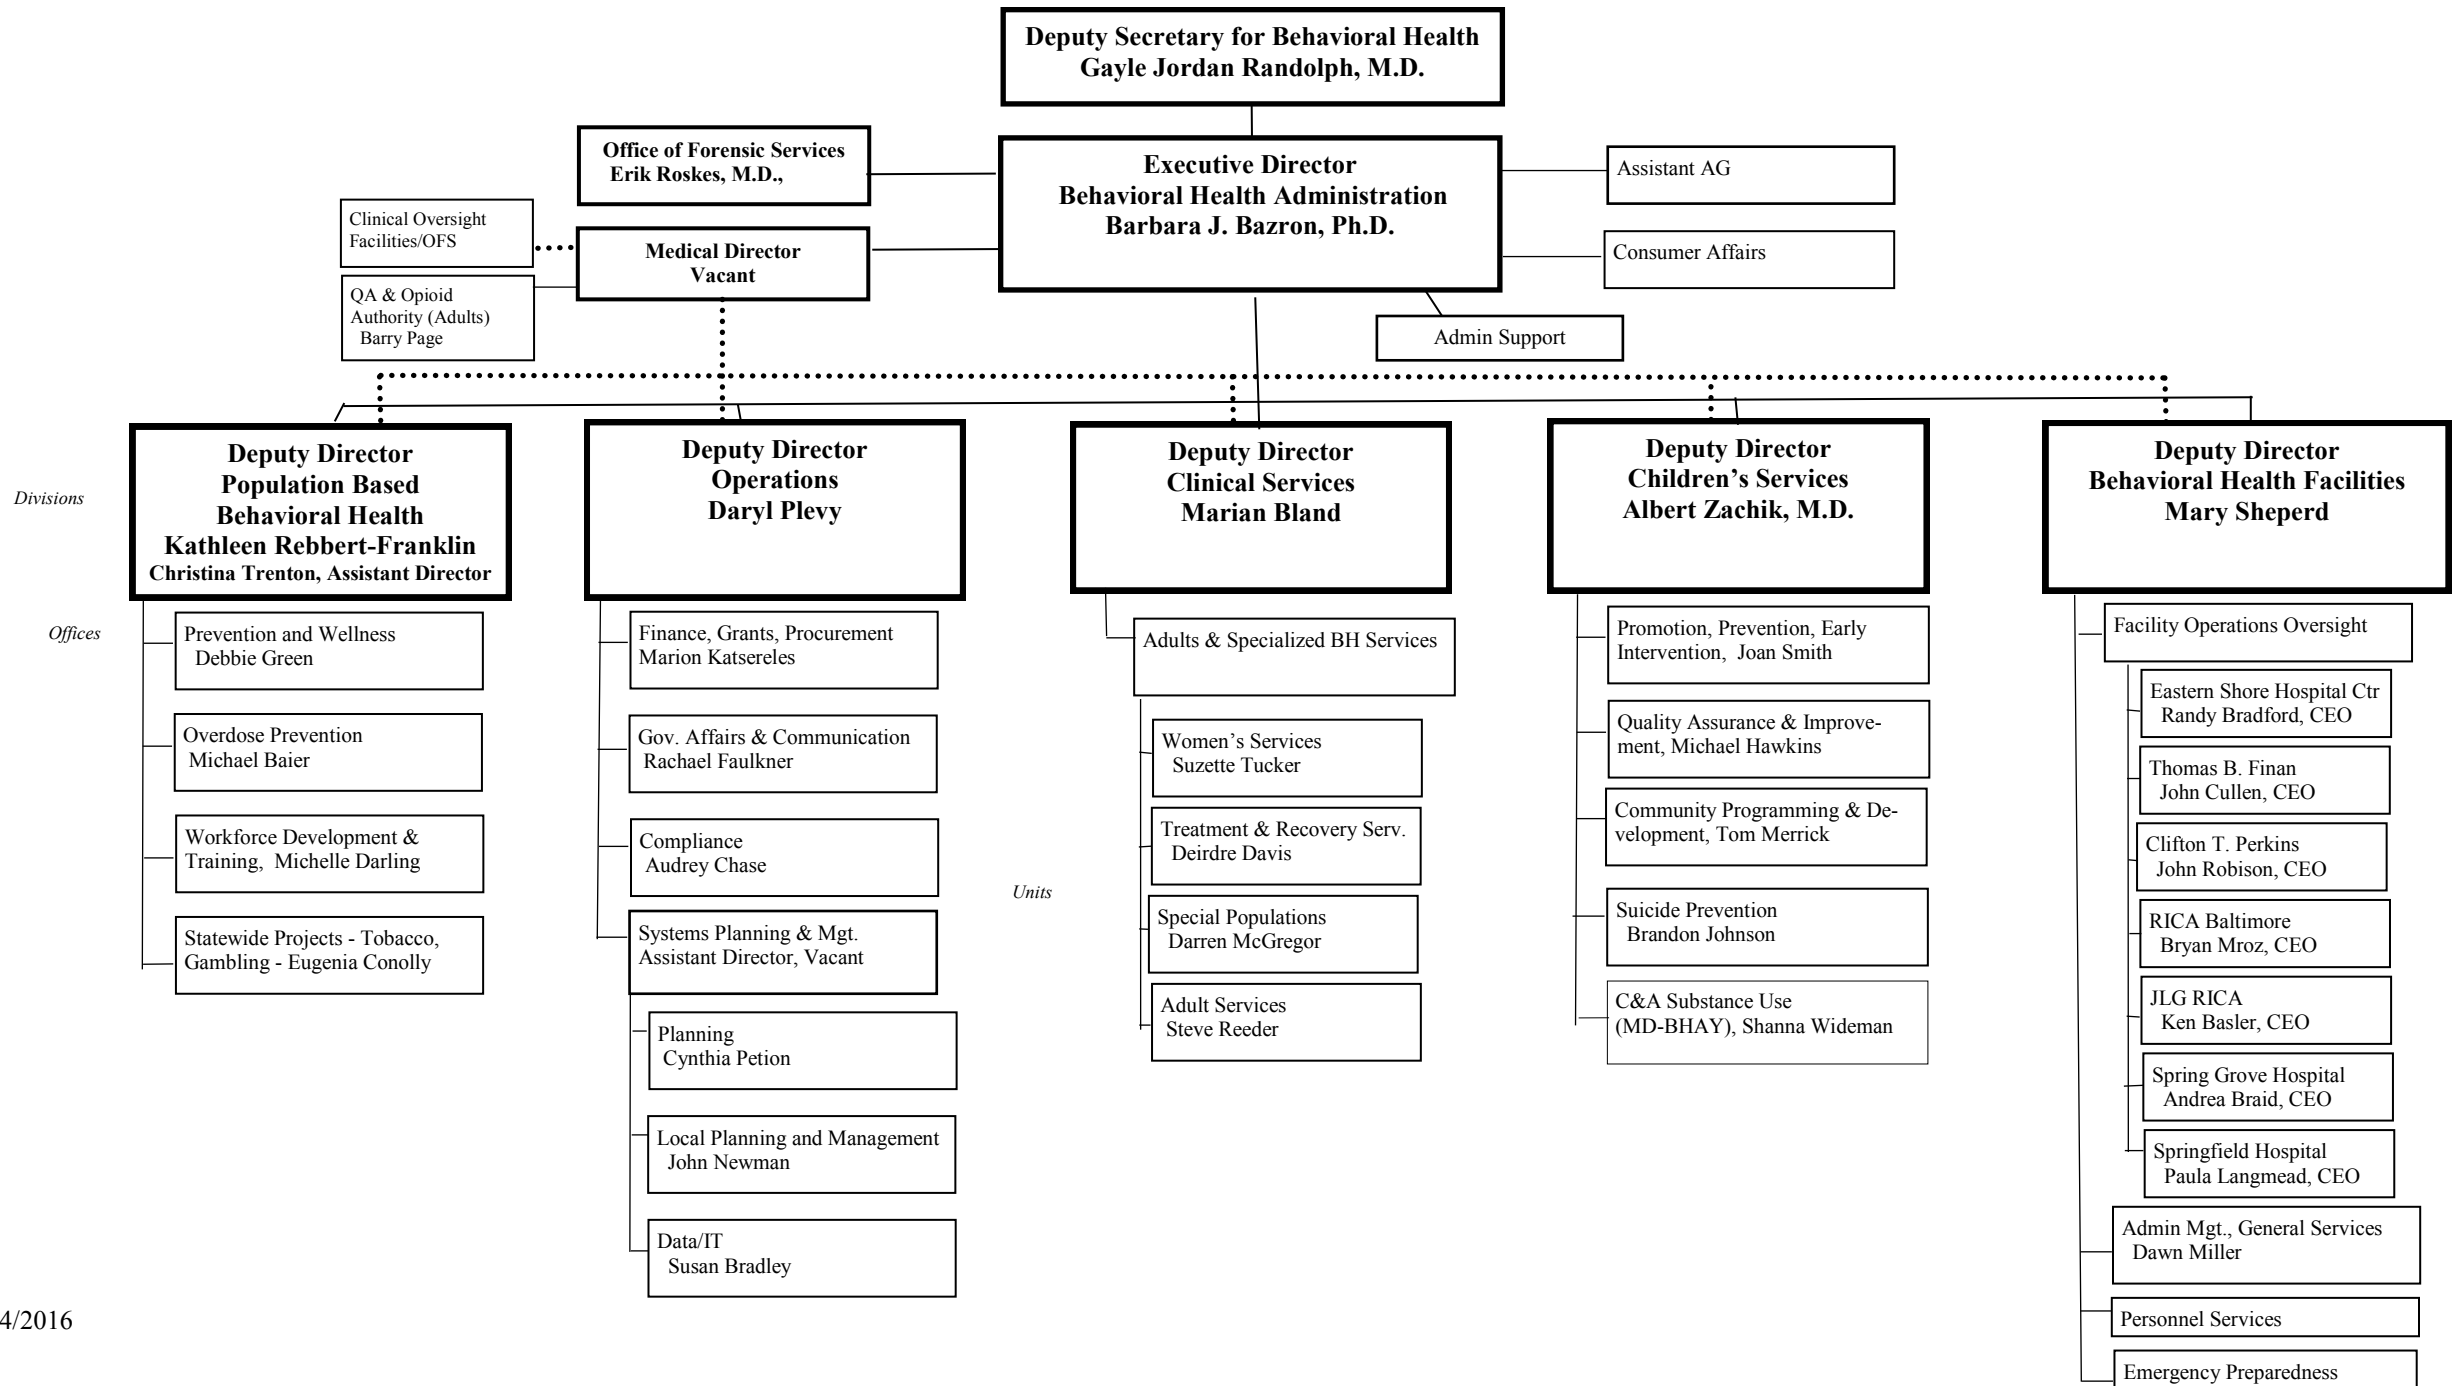 Deputy Secretary for Behavioral Health
Gayle Jordan Randolph, M.D.
Office of Forensic Services
Erik Roskes, M.D.,
Executive Director
Behavioral Health Administration
Barbara J. Bazron, Ph.D.
Assistant AG
Clinical Oversight
Facilities/OFS
Medical Director
Vacant
Consumer Affairs
QA & Opioid
Authority (Adults)
Barry Page
Admin Support
Divisions
Deputy Director
Population Based
Behavioral Health
Kathleen Rebbert-Franklin
Christina Trenton, Assistant Director
Deputy Director
Operations
Daryl Plevy
Deputy Director
Clinical Services
Marian Bland
Deputy Director
Children’s Services
Albert Zachik, M.D.
Deputy Director
Behavioral Health Facilities
Mary Sheperd
Offices
Prevention and Wellness
Debbie Green
Overdose Prevention
Michael Baier
Workforce Development &
Training, Michelle Darling
Statewide Projects - Tobacco,
Gambling - Eugenia Conolly
Finance, Grants, Procurement
Marion Katsereles
Gov. Affairs & Communication
Rachael Faulkner
Compliance
Audrey Chase
Systems Planning & Mgt.
Assistant Director, Vacant
Planning
Cynthia Petion
Local Planning and Management
John Newman
Data/IT
Susan Bradley
Units
Adults & Specialized BH Services
Women’s Services
Suzette Tucker
Treatment & Recovery Serv.
Deirdre Davis
Special Populations
Darren McGregor
Adult Services
Steve Reeder
Promotion, Prevention, Early
Intervention, Joan Smith
Quality Assurance & Improve-
ment, Michael Hawkins
Community Programming & De-
velopment, Tom Merrick
Suicide Prevention
Brandon Johnson
C&A Substance Use
(MD-BHAY), Shanna Wideman
Facility Operations Oversight
Eastern Shore Hospital Ctr
Randy Bradford, CEO
Thomas B. Finan
John Cullen, CEO
Clifton T. Perkins
John Robison, CEO
RICA Baltimore
Bryan Mroz, CEO
JLG RICA
Ken Basler, CEO
Spring Grove Hospital
Andrea Braid, CEO
Springfield Hospital
Paula Langmead, CEO
Admin Mgt., General Services
Dawn Miller
Personnel Services
Emergency Preparedness
4/2016